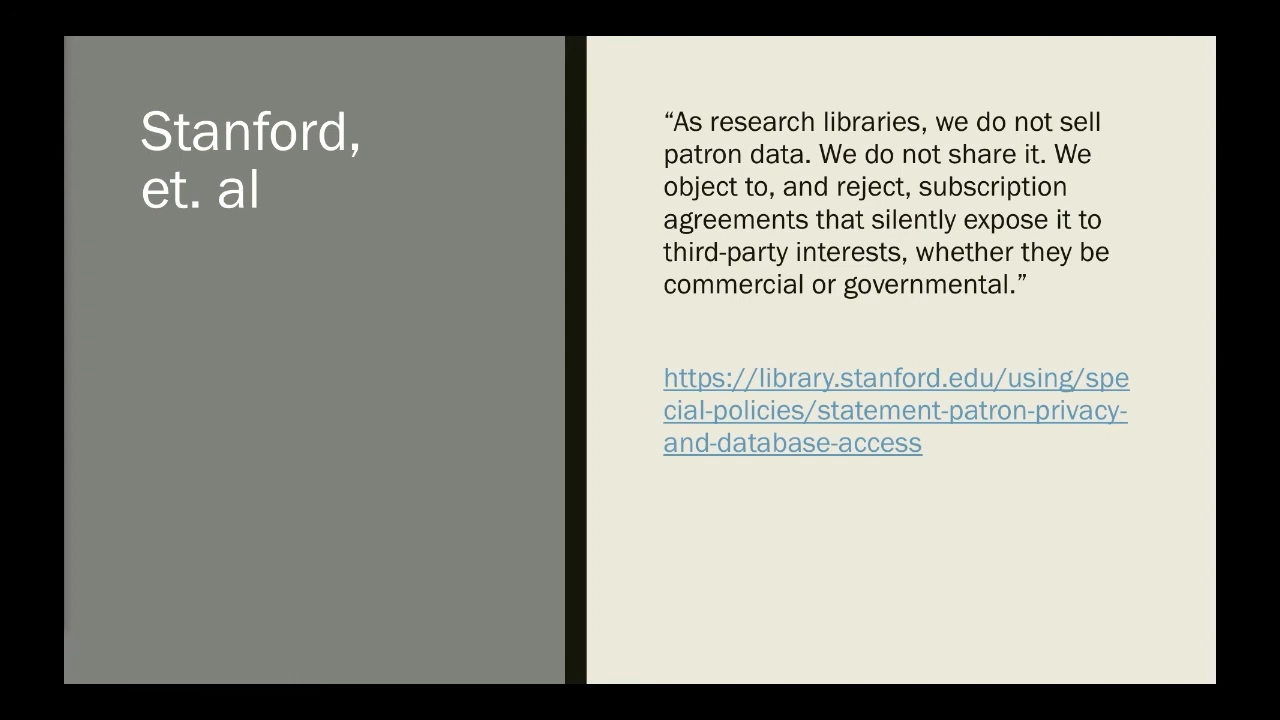 Stanford,
et. al
“As research libraries, we do not sell
patron data. We do not share it. We
object to, and reject, subscription
agreements that silently expose it to
third-party interests, whether they be
commercial or governmental.”
https://library.stanford.edu/using/spe
cial-policies/statement-patron-privacy-
and-database-access